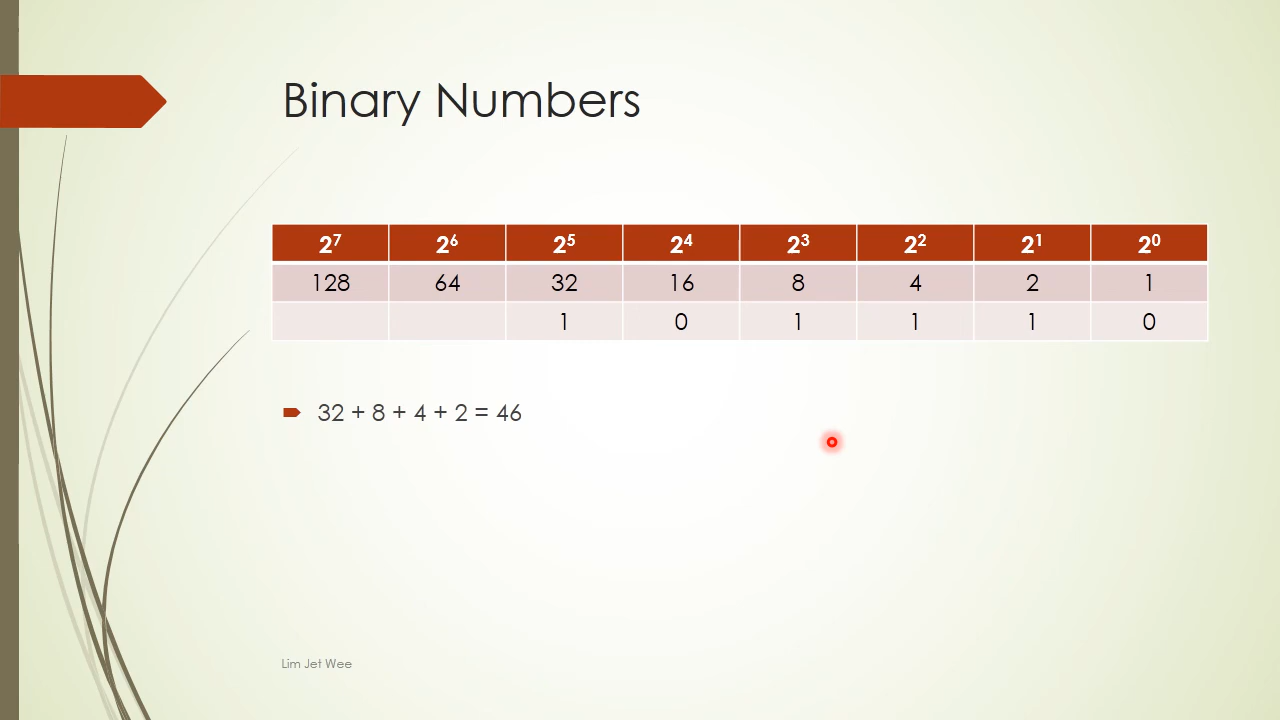 Binary Numbers
2⁷ 2⁶ 2⁵ 2⁴ 2³ 2² 2¹ 2⁰
128 64 32 16 8 4 2 1
1 0 1 1 1 0
32 + 8 + 4 + 2 = 46
Lim Jet Wee